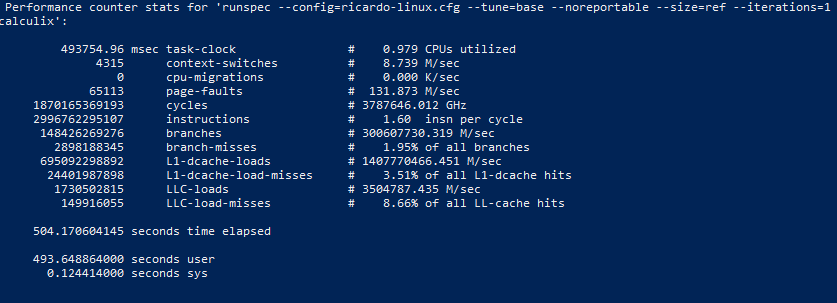 Performance counter stats for 'runspec --config=ricardo-linux.cfg --tune=base --noreportable --size=ref --iterations=1
calculix':
493754.96 msec task-clock # 0.979 CPUs utilized
4315 context-switches # 8.739 M/sec
0 cpu-migrations # 0.000 K/sec
65113 page-faults # 131.873 M/sec
1870165369193 cycles # 3787646.012 GHz
2996762295107 instructions # 1.60 insn per cycle
148426269276 branches # 300607730.319 M/sec
2898188345 branch-misses # 1.95% of all branches
695092298892 L1-dcache-loads # 1407770466.451 M/sec
24401987898 L1-dcache-load-misses # 3.51% of all L1-dcache hits
1730502815 LLC-loads # 3504787.435 M/sec
149916055 LLC-load-misses # 8.66% of all LL-cache hits
504.170604145 seconds time elapsed
493.648864000 seconds user
0.124414000 seconds sys